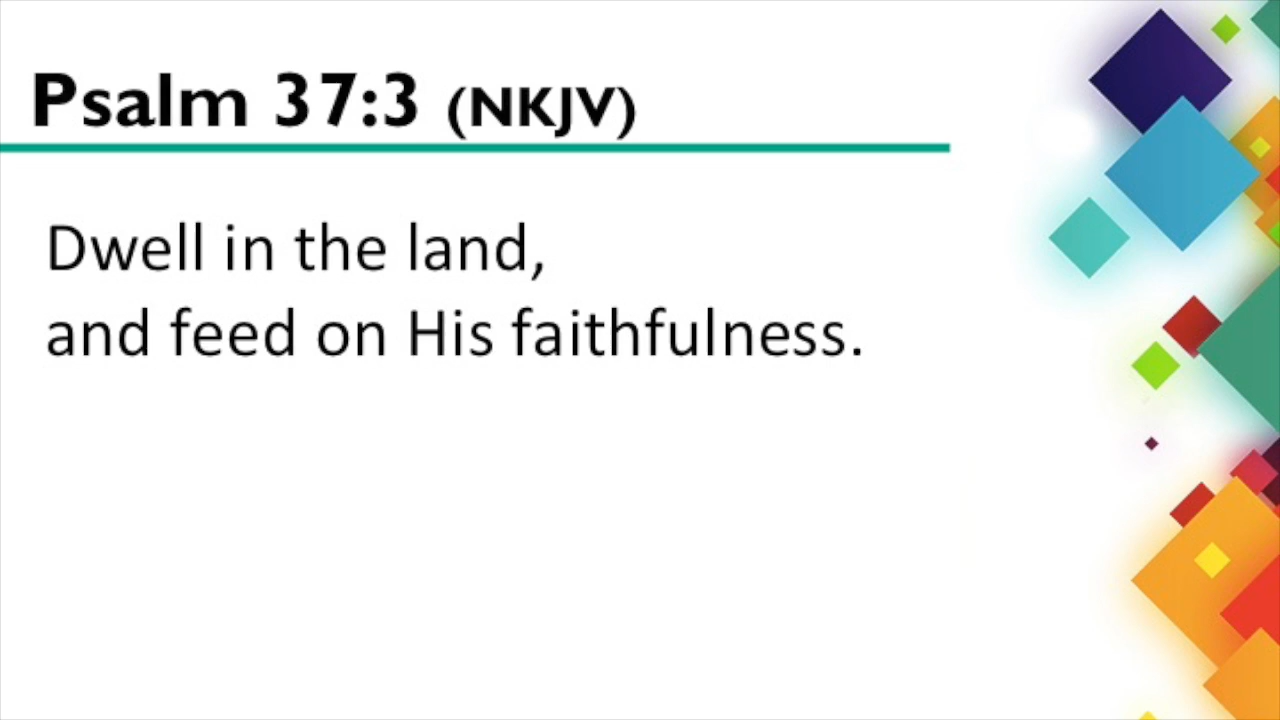 Psalm 37:3 (NKJV)
Dwell in the land,
and feed on His faithfulness.